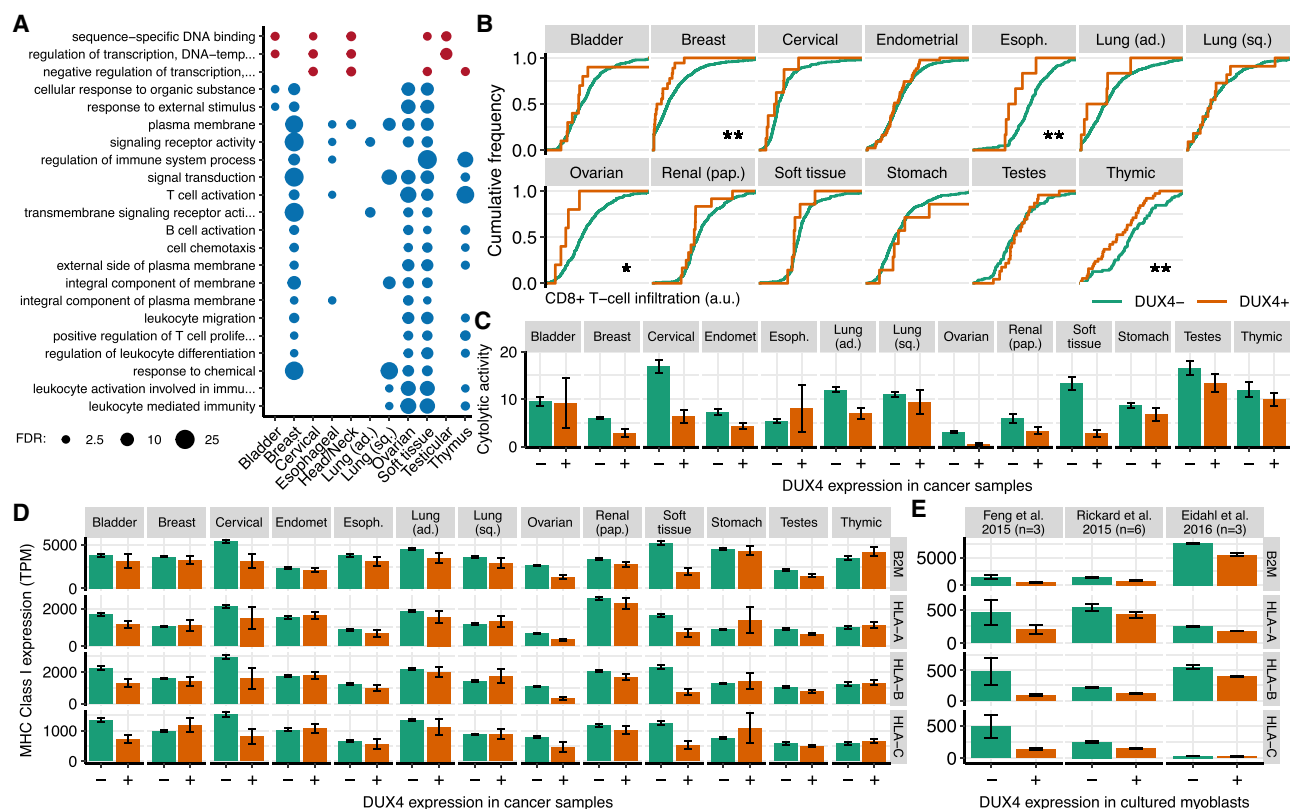 A
sequence−specific DNA binding
regulation of transcription, DNA−temp...
negative regulation of transcription,...
cellular response to organic substance
response to external stimulus
plasma membrane
signaling receptor activity
regulation of immune system process
signal transduction
T cell activation
transmembrane signaling receptor acti...
B cell activation
cell chemotaxis
external side of plasma membrane
integral component of membrane
integral component of plasma membrane
leukocyte migration
positive regulation of T cell prolife...
regulation of leukocyte differentiation
response to chemical
leukocyte activation involved in immu...
leukocyte mediated immunity
FDR: 2.5 10 25
Bladder
Breast
Cervical
Esophageal
Head/Neck
Lung (ad.)
Lung (sq.)
Ovarian
Soft tissue
Testicular
Thymus
B
Cumulative frequency
Bladder Breast Cervical Endometrial Esoph. Lung (ad.) Lung (sq.)
1.0
0.5
0.0
** **
Ovarian Renal (pap.) Soft tissue Stomach Testes Thymic
1.0
0.5
0.0
* **
CD8+ T−cell infiltration (a.u.)
DUX4− DUX4+
C
Cytolytic activity
Bladder Breast Cervical Endomet Esoph. Lung (ad.) Lung (sq.) Ovarian Renal (pap.) Soft tissue Stomach Testes Thymic
20
10
0
− + − + − + − + − + − + − + − + − + − + − + − + − +
DUX4 expression in cancer samples
D
MHC Class I expression (TPM)
Bladder Breast Cervical Endomet Esoph. Lung (ad.) Lung (sq.) Ovarian Renal (pap.) Soft tissue Stomach Testes Thymic
5000
0
B2M
2000
0
HLA−A
2000
0
HLA−B
1000
0
HLA−C
− + − + − + − + − + − + − + − + − + − + − + − + − +
DUX4 expression in cancer samples
E
Feng et al. 2015 (n=3) Rickard et al. 2015 (n=6) Eidahl et al. 2016 (n=3)
5000
0
B2M
500
0
HLA−A
500
0
HLA−B
500
0
HLA−C
− + − + − +
DUX4 expression in cultured myoblasts